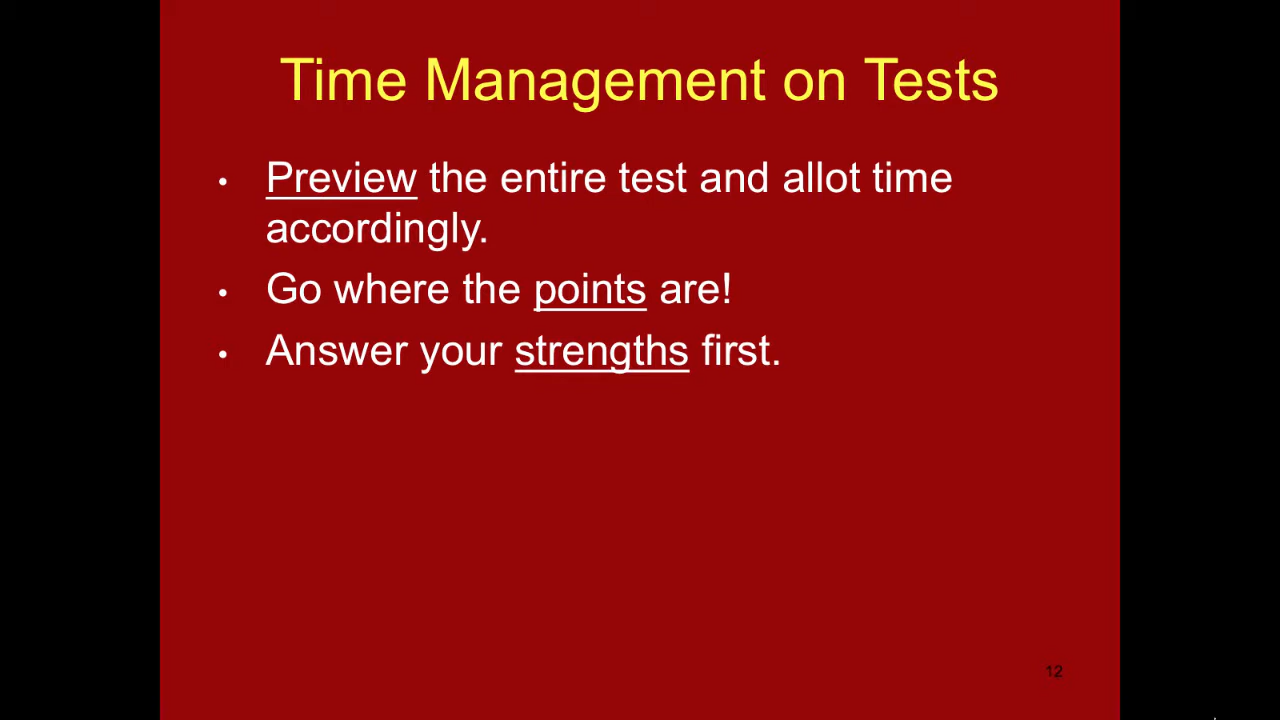 Time Management on Tests
• Preview the entire test and allot time
accordingly.
• Go where the points are!
• Answer your strengths first.
12